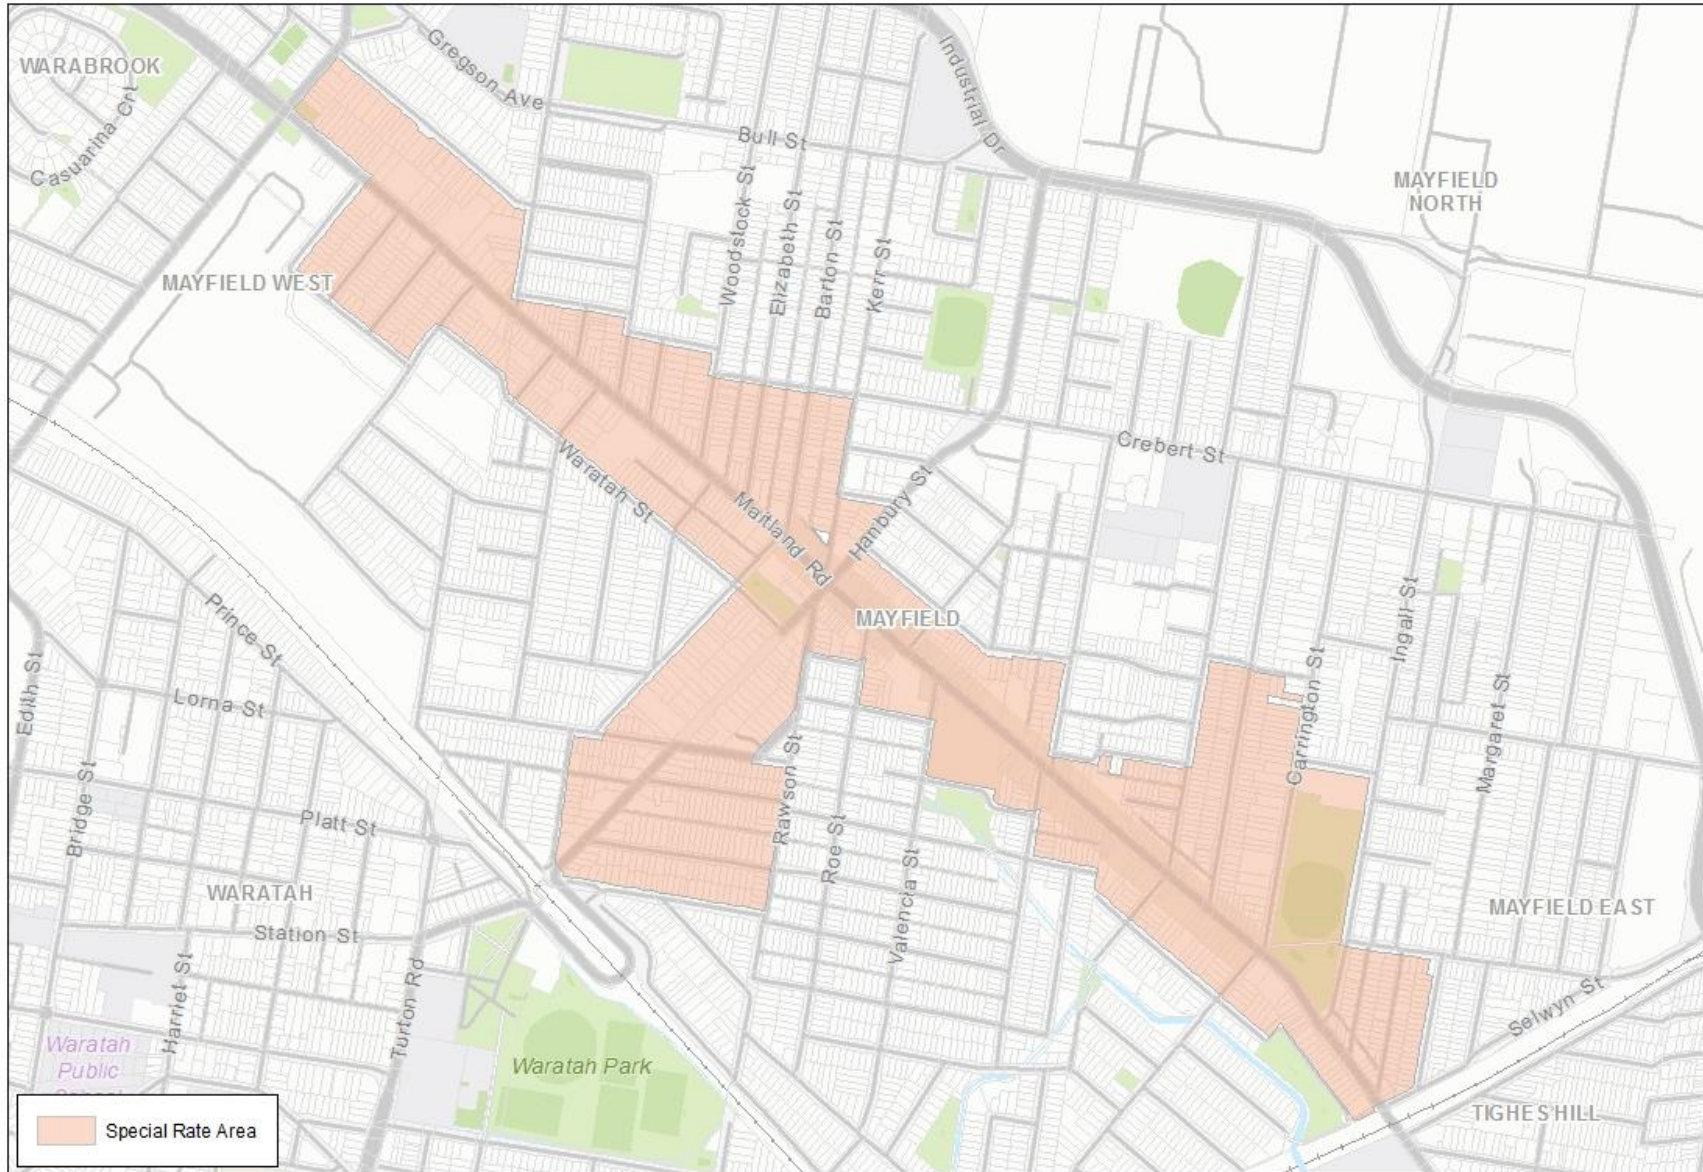 WARABROOK
Gregson Ave
Industrial Dr
Casuarina Crt
Bull St
MAYFIELD
NORTH
Woodstock St
Elizabeth St
Barton St
Kerr St
MAYFIELD WEST
Crebert St
Waratah St
Maitland Rd
Hanbury St
MAYFIELD
Prince St
Ingall St
Edith St
Lorna St
Carrington St
Margaret St
Bridge St
Platt St
Rawson St
Roe St
Valencia St
WARATAH
MAYFIELD EAST
Station St
Harriet St
Turton Rd
Selwyn St
Waratah
Public
Waratah Park
TIGHES HILL
Special Rate Area